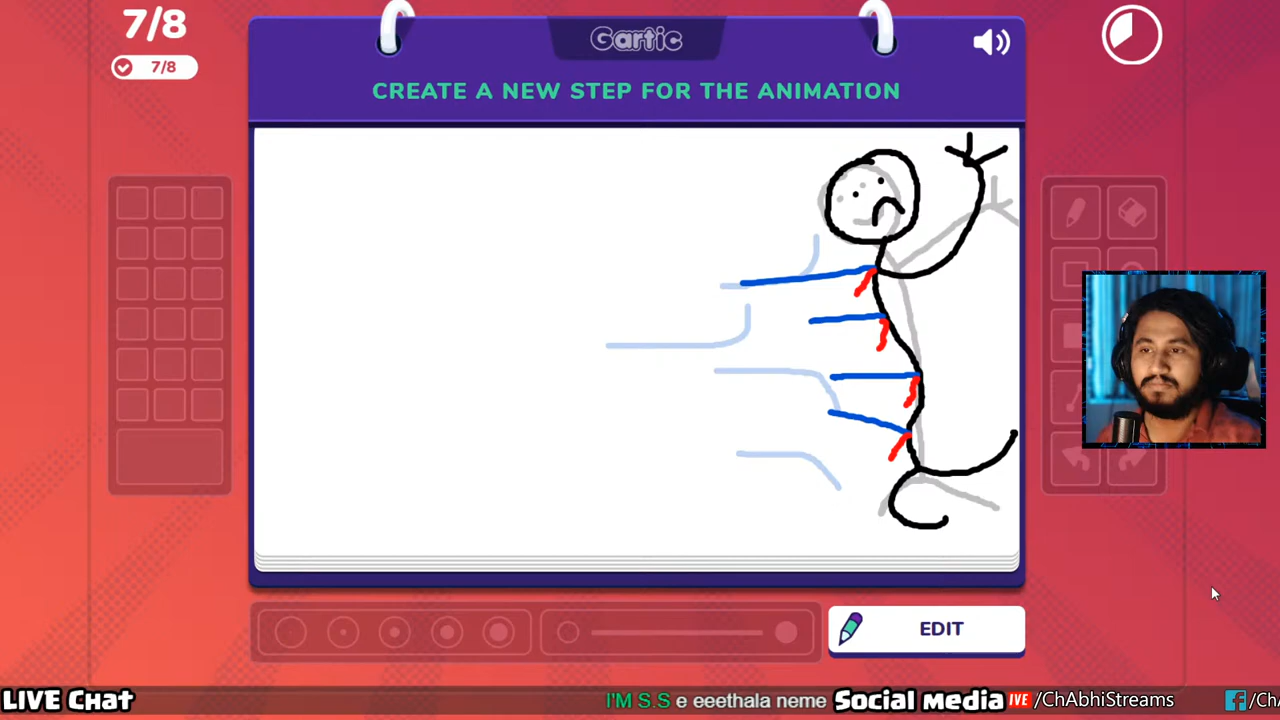 7/8
7/8
Gartic
CREATE A NEW STEP FOR THE ANIMATION
EDIT
LIVE Chat I'M S.S e eeethala neme Social Media LIVE /ChAbhiStreams f /Ch